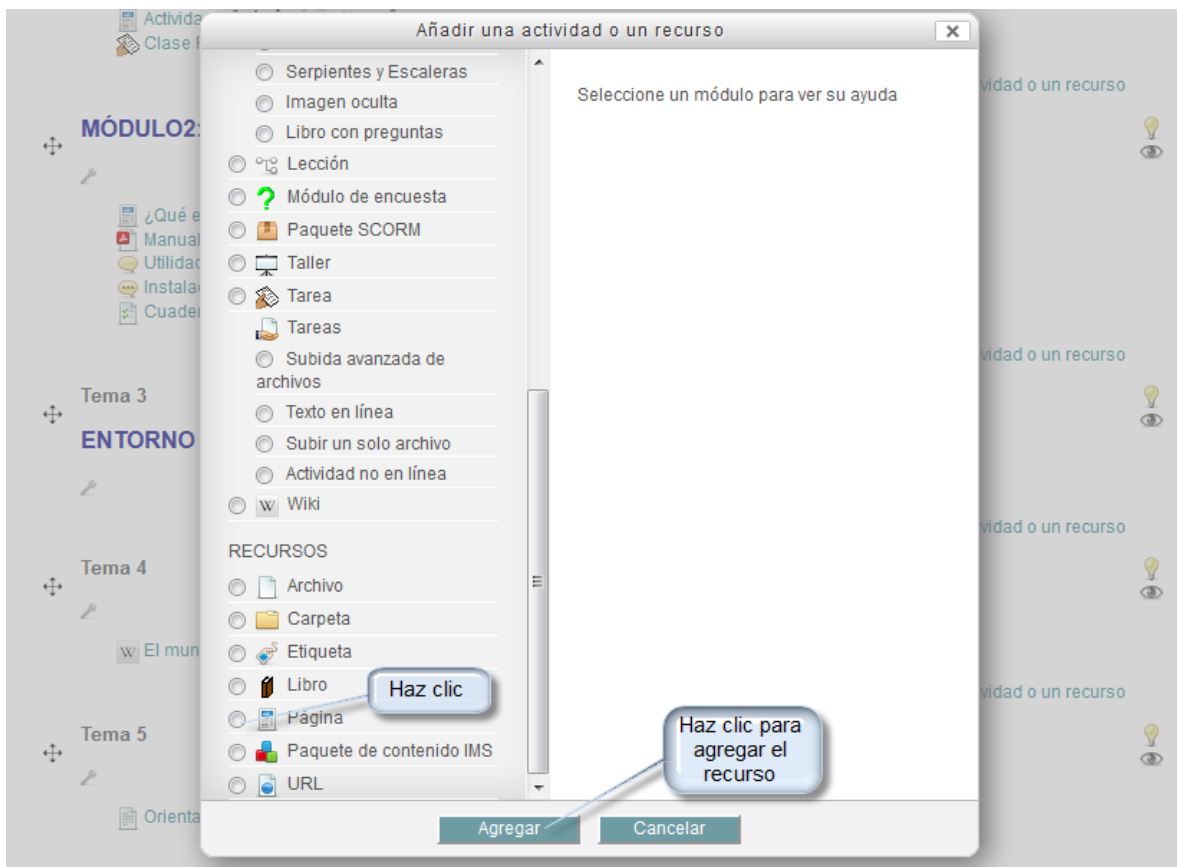 Añadir una actividad o un recurso
Activida
Clase
Serpientes y Escaleras
Imagen oculta
Libro con preguntas
Lección
Módulo de encuesta
Paquete SCORM
Taller
Tarea
Tareas
Subida avanzada de
archivos
Texto en línea
Subir un solo archivo
Actividad no en línea
Wiki
RECURSOS
Archivo
Carpeta
Etiqueta
Libro
Página
Paquete de contenido IMS
URL
Haz clic
Seleccione un módulo para ver su ayuda
Haz clic para
agregar el
recurso
Agregar
Cancelar
MÓDULO2:
¿Qué e
Manual
Utilidad
Instala
Cuader
Tema 3
ENTORNO
Tema 4
El mun
Tema 5
Orienta
vidad o un recurso
vidad o un recurso
vidad o un recurso
vidad o un recurso